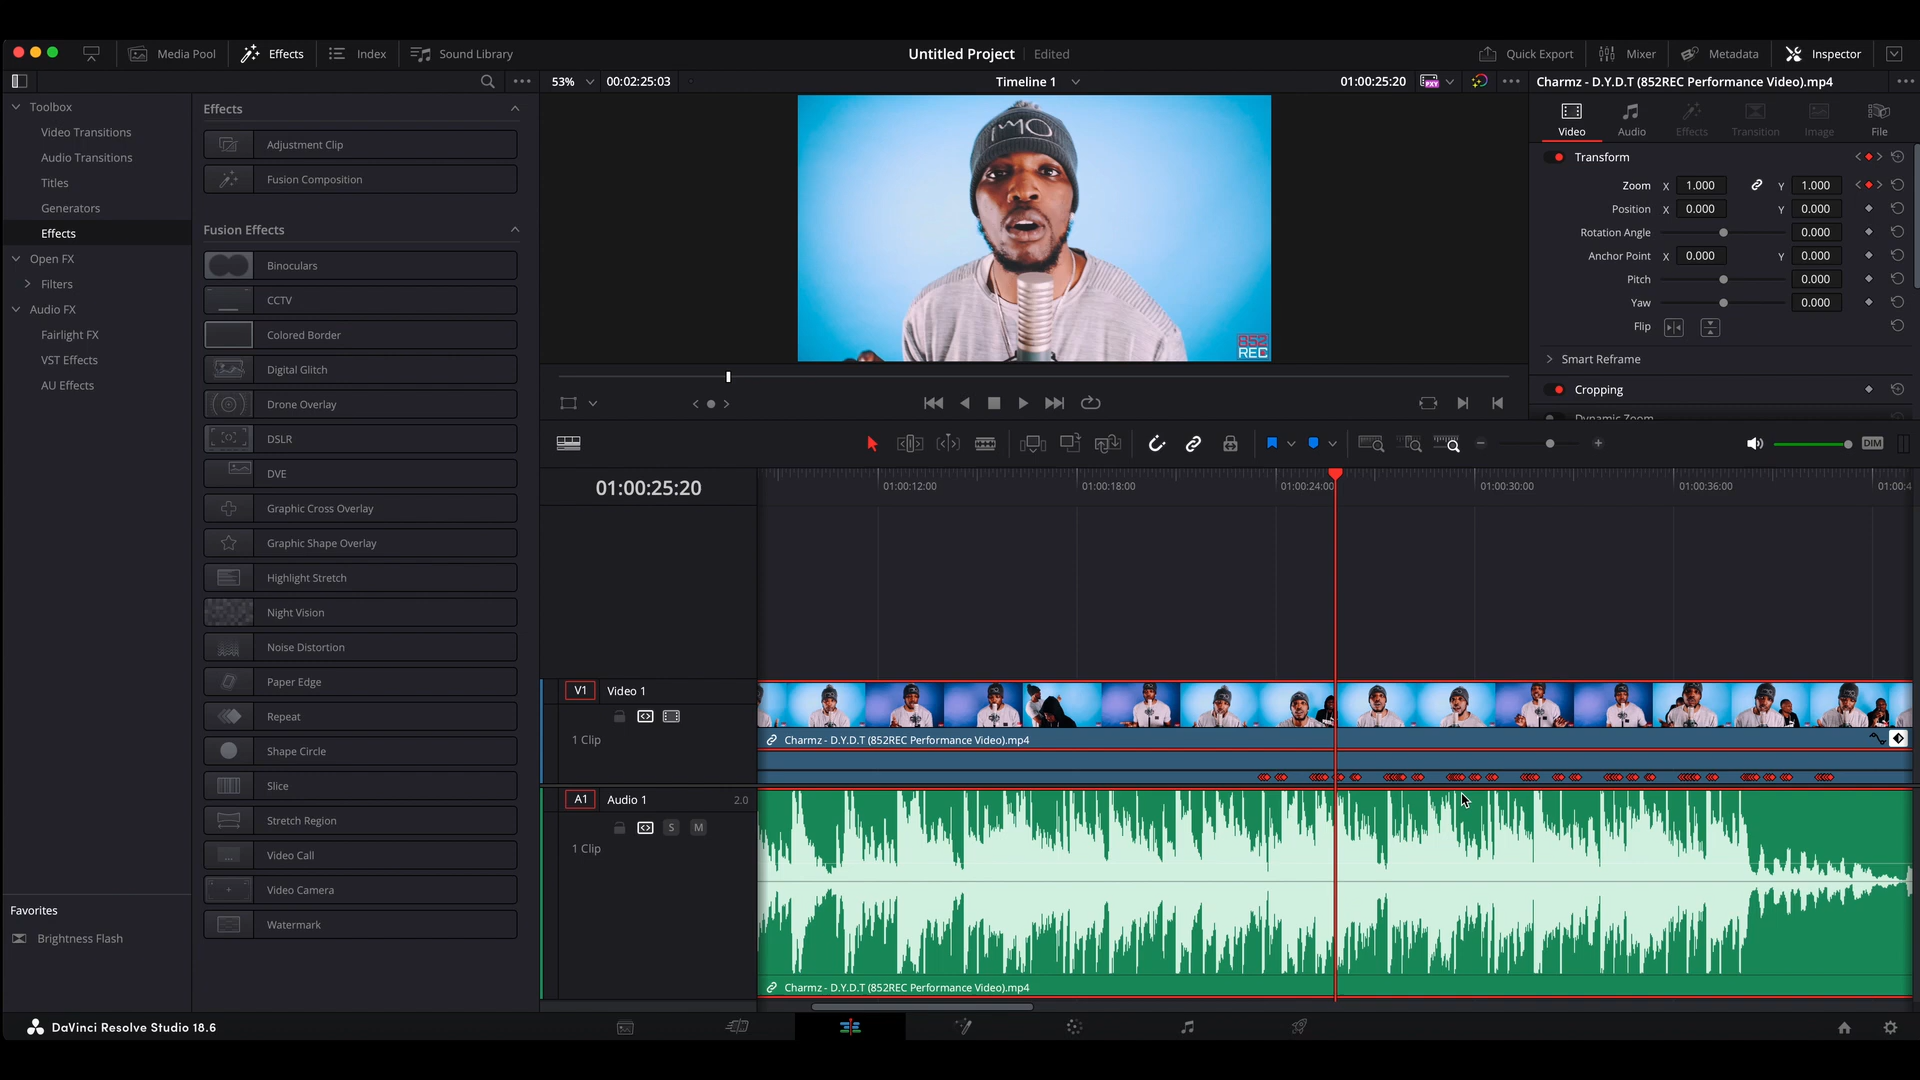 Media Pool
Effects
Index
Sound Library
Untitled Project
Edited
Quick Export
Mixer
Metadata
Inspector
53%
00:02:25:03
Timeline 1
01:00:25:20
PXY
Charmz - D.Y.D.T (852REC Performance Video).mp4
Toolbox
Video Transitions
Audio Transitions
Titles
Generators
Effects
Open FX
Filters
Audio FX
Fairlight FX
VST Effects
AU Effects
Favorites
Brightness Flash
Effects
Adjustment Clip
Fusion Composition
Fusion Effects
Binoculars
CCTV
Colored Border
Digital Glitch
Drone Overlay
DSLR
DVE
Graphic Cross Overlay
Graphic Shape Overlay
Highlight Stretch
Night Vision
Noise Distortion
Paper Edge
Repeat
Shape Circle
Slice
Stretch Region
Video Call
Video Camera
Watermark
852
REC
Video
Audio
Effects
Transition
Image
File
Transform
Zoom X 1.000 Y 1.000
Position X 0.000 Y 0.000
Rotation Angle 0.000
Anchor Point X 0.000 Y 0.000
Pitch 0.000
Yaw 0.000
Flip
Smart Reframe
Cropping
Dynamic Zoom
DIM
01:00:25:20
01:00:12:00
01:00:18:00
01:00:24:00
01:00:30:00
01:00:36:00
01:00:4
V1 Video 1
1 Clip
Charmz - D.Y.D.T (852REC Performance Video).mp4
A1 Audio 1 2.0
S M
1 Clip
Charmz - D.Y.D.T (852REC Performance Video).mp4
DaVinci Resolve Studio 18.6